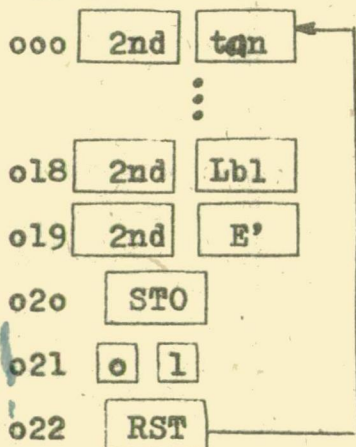 ooo 2nd tan
o18 2nd Lbl
o19 2nd E'
o2o STO
o21 o 1
o22 RST